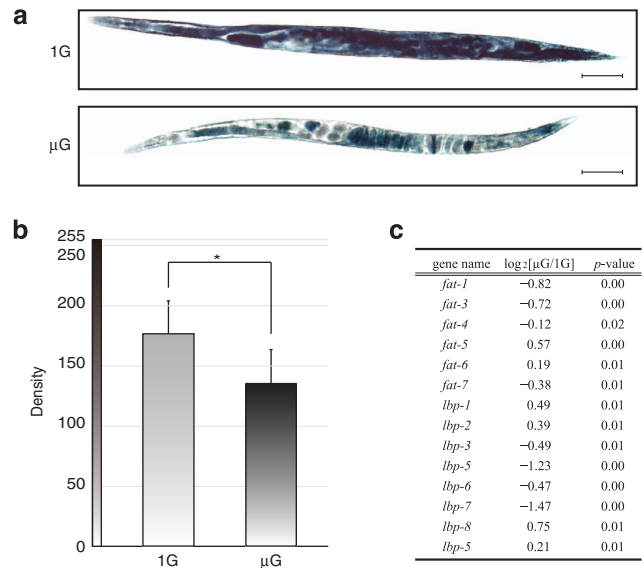 a
1G
μG
b
255
250
200
150
100
50
0
Density
*
1G
μG
c
gene name log2[μG/1G] p-value
fat-1 −0.82 0.00
fat-3 −0.72 0.00
fat-4 −0.12 0.02
fat-5 0.57 0.00
fat-6 0.19 0.01
fat-7 −0.38 0.01
lbp-1 0.49 0.01
lbp-2 0.39 0.01
lbp-3 −0.49 0.01
lbp-5 −1.23 0.00
lbp-6 −0.47 0.00
lbp-7 −1.47 0.00
lbp-8 0.75 0.01
lbp-5 0.21 0.01